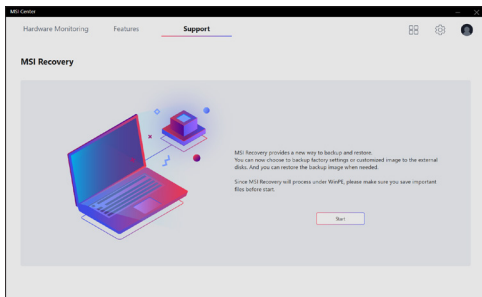 MSI Center
Hardware Monitoring
Features
Support
MSI Recovery
MSI Recovery provides a new way to backup and restore.
You can now choose to backup factory settings or customized image to the external
disks. And you can restore the backup image when needed.
Since MSI Recovery will process under WinPE, please make sure you save important
files before start.
Start